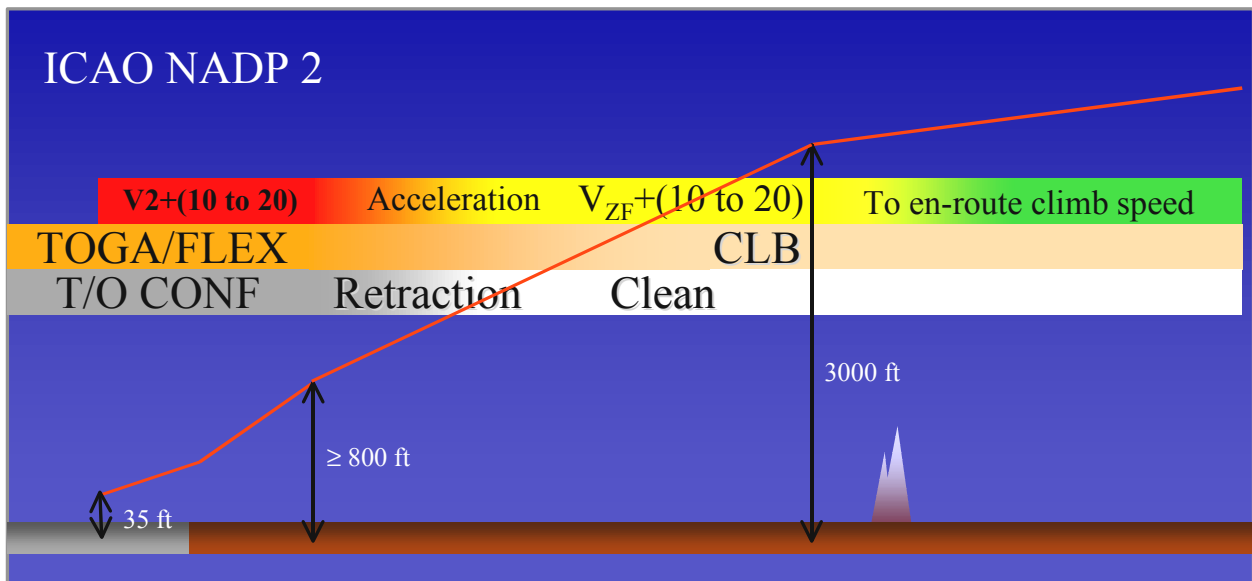 ICAO NADP 2
V2+(10 to 20) Acceleration VZF+(10 to 20) To en-route climb speed
TOGA/FLEX CLB
T/O CONF Retraction Clean
3000 ft
≥ 800 ft
35 ft